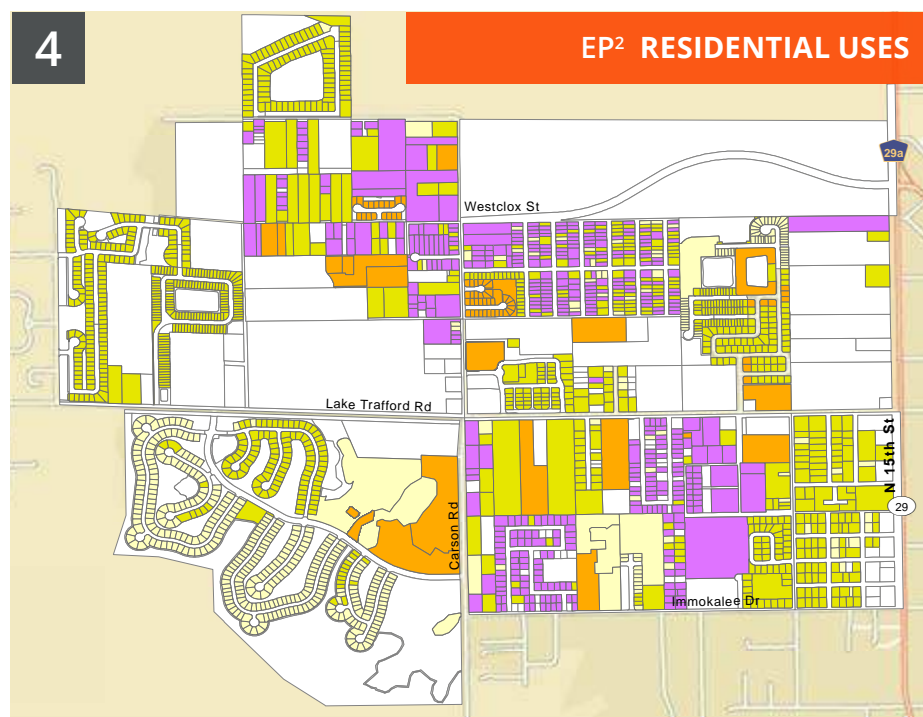 4
EP² RESIDENTIAL USES
29a
Westclox St
Lake Trafford Rd
N 15th St
29
Carson Rd
Immokalee Dr